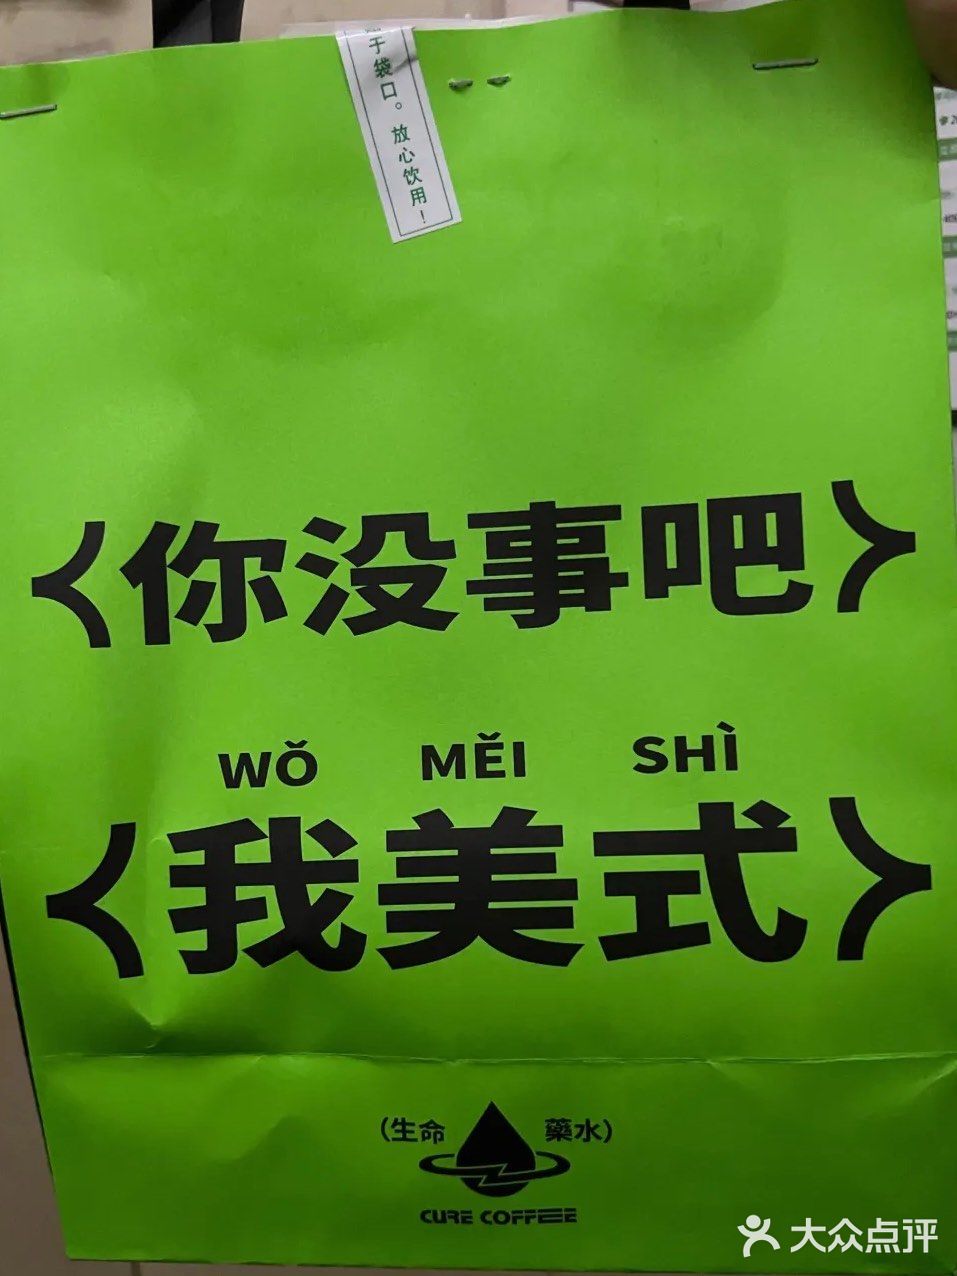 于袋口。放心饮用！
〈你没事吧〉
WǑ MĚI SHÌ
〈我美式〉
(生命 藥水)
CURE COFFEE
大众点评